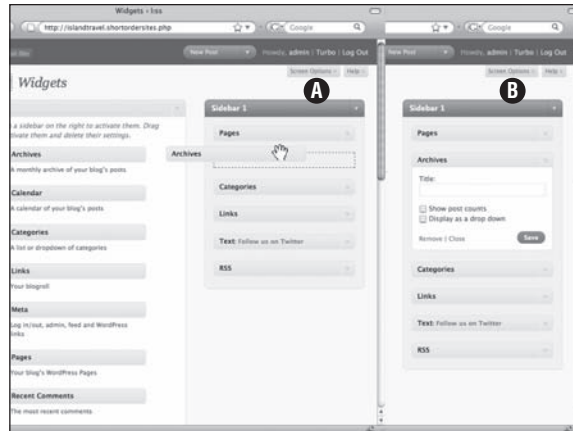 Widgets ‹ Iss
http://islandtravel.shortordersites.php
Google
New Post
Howdy, admin | Turbo | Log Out
Screen Options
Help
Widgets
A
a sidebar on the right to activate them. Drag
tivate them and delete their settings.
Archives
A monthly archive of your blog's posts
Calendar
A calendar of your blog's posts
Categories
A list or dropdown of categories
Links
Your blogroll
Meta
Log in/out, admin, feed and WordPress
links
Pages
Your blog's WordPress Pages
Recent Comments
The most recent comments
Sidebar 1
Pages
Archives
Categories
Links
Text: Follow us on Twitter
RSS
Google
New Post
Howdy, admin | Turbo | Log Out
Screen Options
Help
B
Sidebar 1
Pages
Archives
Title:
Show post counts
Display as a drop down
Remove | Close
Save
Categories
Links
Text: Follow us on Twitter
RSS